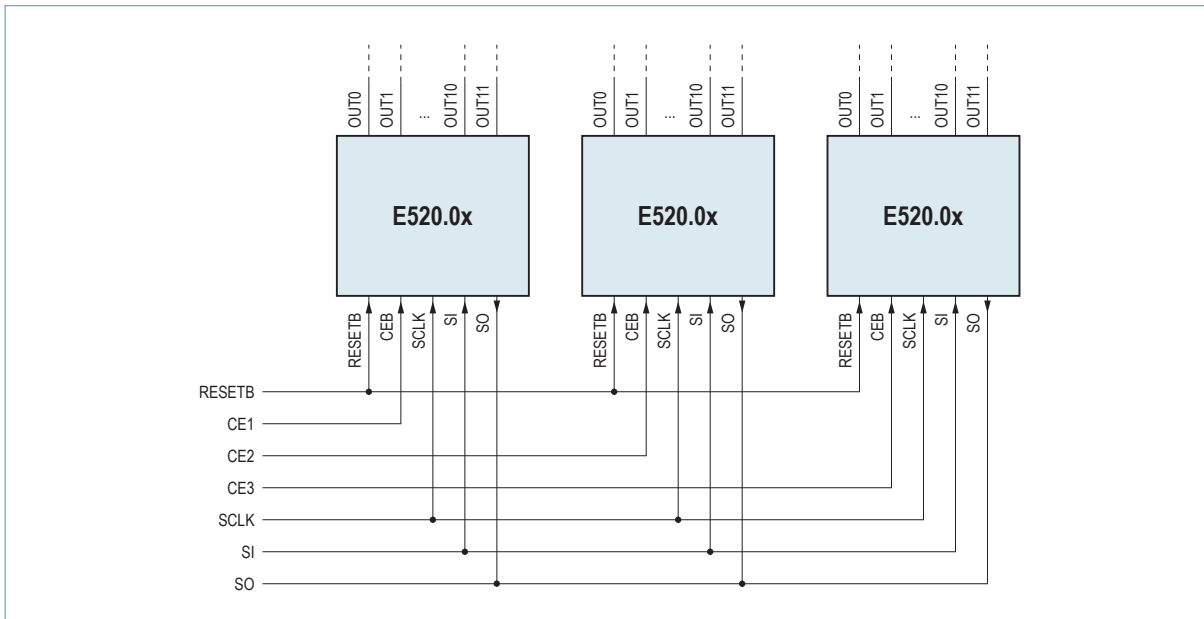 OUT0 OUT1 ... OUT10 OUT11
OUT0 OUT1 ... OUT10 OUT11
OUT0 OUT1 ... OUT10 OUT11
E520.0x
E520.0x
E520.0x
RESETB CEB SCLK SI SO
RESETB CEB SCLK SI SO
RESETB CEB SCLK SI SO
RESETB
CE1
CE2
CE3
SCLK
SI
SO